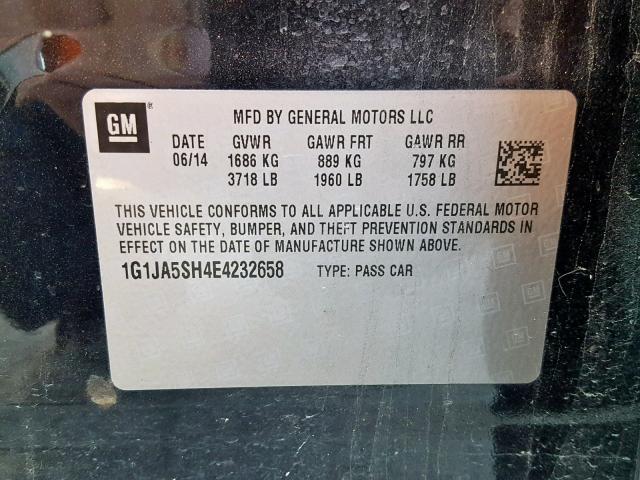 GM
MFD BY GENERAL MOTORS LLC
DATE GVWR GAWR FRT GAWR RR
06/14 1686 KG 889 KG 797 KG
3718 LB 1960 LB 1758 LB
THIS VEHICLE CONFORMS TO ALL APPLICABLE U.S. FEDERAL MOTOR
VEHICLE SAFETY, BUMPER, AND THEFT PREVENTION STANDARDS IN
EFFECT ON THE DATE OF MANUFACTURE SHOWN ABOVE.
1G1JA5SH4E4232658 TYPE: PASS CAR